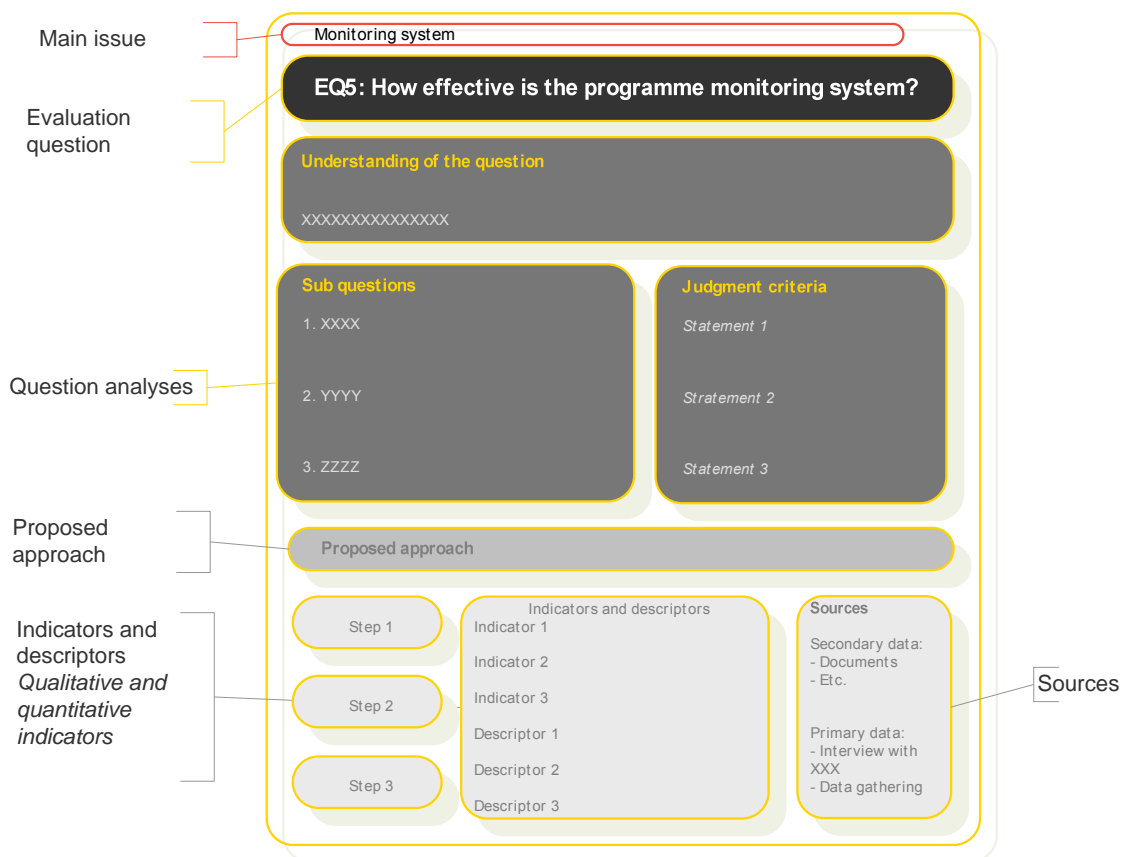 Main issue
Monitoring system
Evaluation
question
EQ5: How effective is the programme monitoring system?
Understanding of the question
XXXXXXXXXXXXXXX
Question analyses
Sub questions
1. XXXX
2. YYYY
3. ZZZZ
Judgment criteria
Statement 1
Stratement 2
Statement 3
Proposed
approach
Proposed approach
Indicators and
descriptors
Qualitative and
quantitative
indicators
Step 1
Step 2
Step 3
Indicators and descriptors
Indicator 1
Indicator 2
Indicator 3
Descriptor 1
Descriptor 2
Descriptor 3
Sources
Secondary data:
- Documents
- Etc.
Primary data:
- Interview with
XXX
- Data gathering
Sources